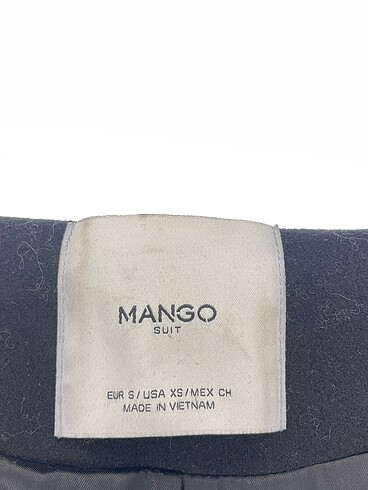 MANGO
SUIT
EUR S/USA XS/MEX CH
MADE IN VIETNAM